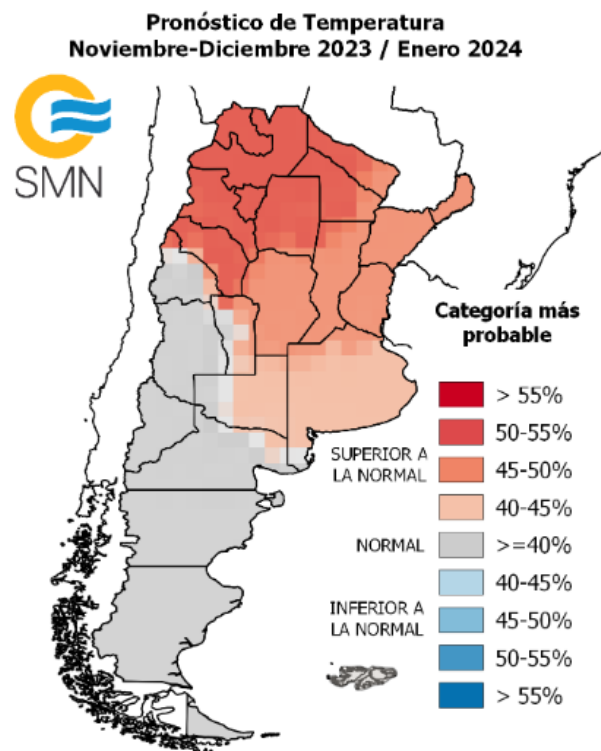 Pronóstico de Temperatura
Noviembre-Diciembre 2023 / Enero 2024
SMN
Categoría más
probable
> 55%
50-55%
SUPERIOR A
LA NORMAL
45-50%
40-45%
NORMAL
>=40%
40-45%
INFERIOR A
LA NORMAL
45-50%
50-55%
> 55%